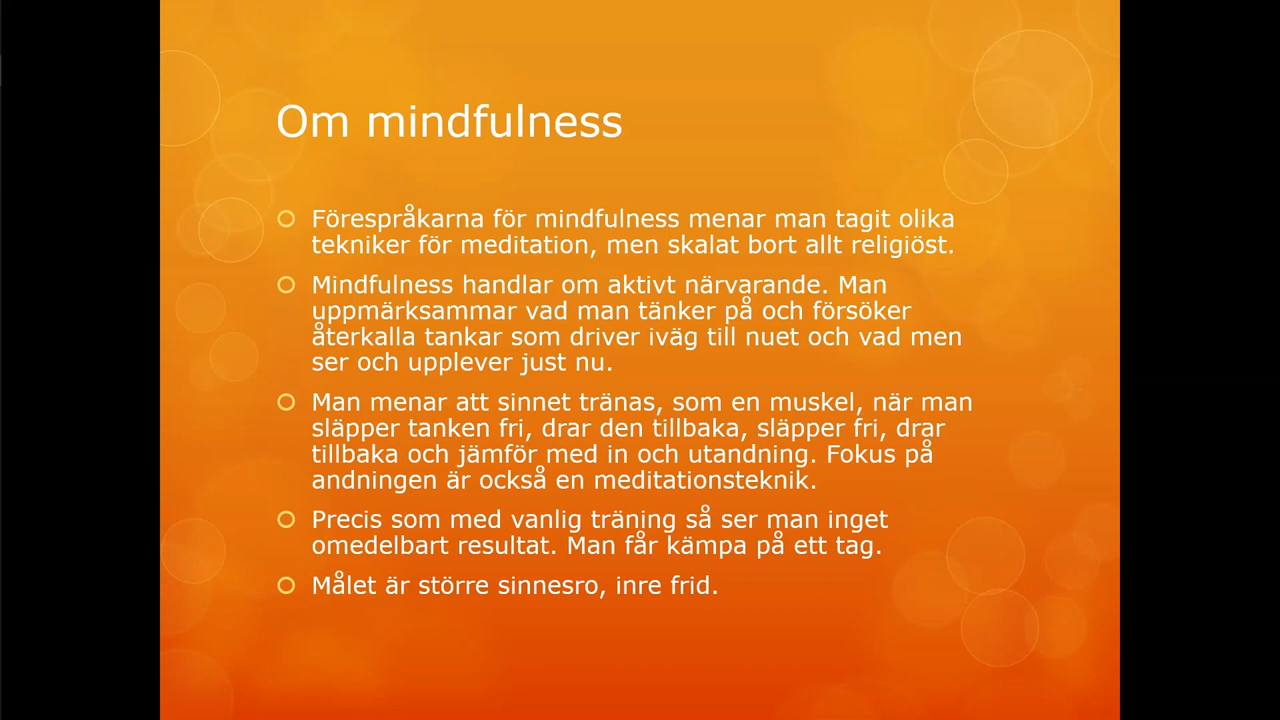 Om mindfulness
Förespråkarna för mindfulness menar man tagit olika
tekniker för meditation, men skalat bort allt religiöst.
Mindfulness handlar om aktivt närvarande. Man
uppmärksammar vad man tänker på och försöker
återkalla tankar som driver iväg till nuet och vad men
ser och upplever just nu.
Man menar att sinnet tränas, som en muskel, när man
släpper tanken fri, drar den tillbaka, släpper fri, drar
tillbaka och jämför med in och utandning. Fokus på
andningen är också en meditationsteknik.
Precis som med vanlig träning så ser man inget
omedelbart resultat. Man får kämpa på ett tag.
Målet är större sinnesro, inre frid.